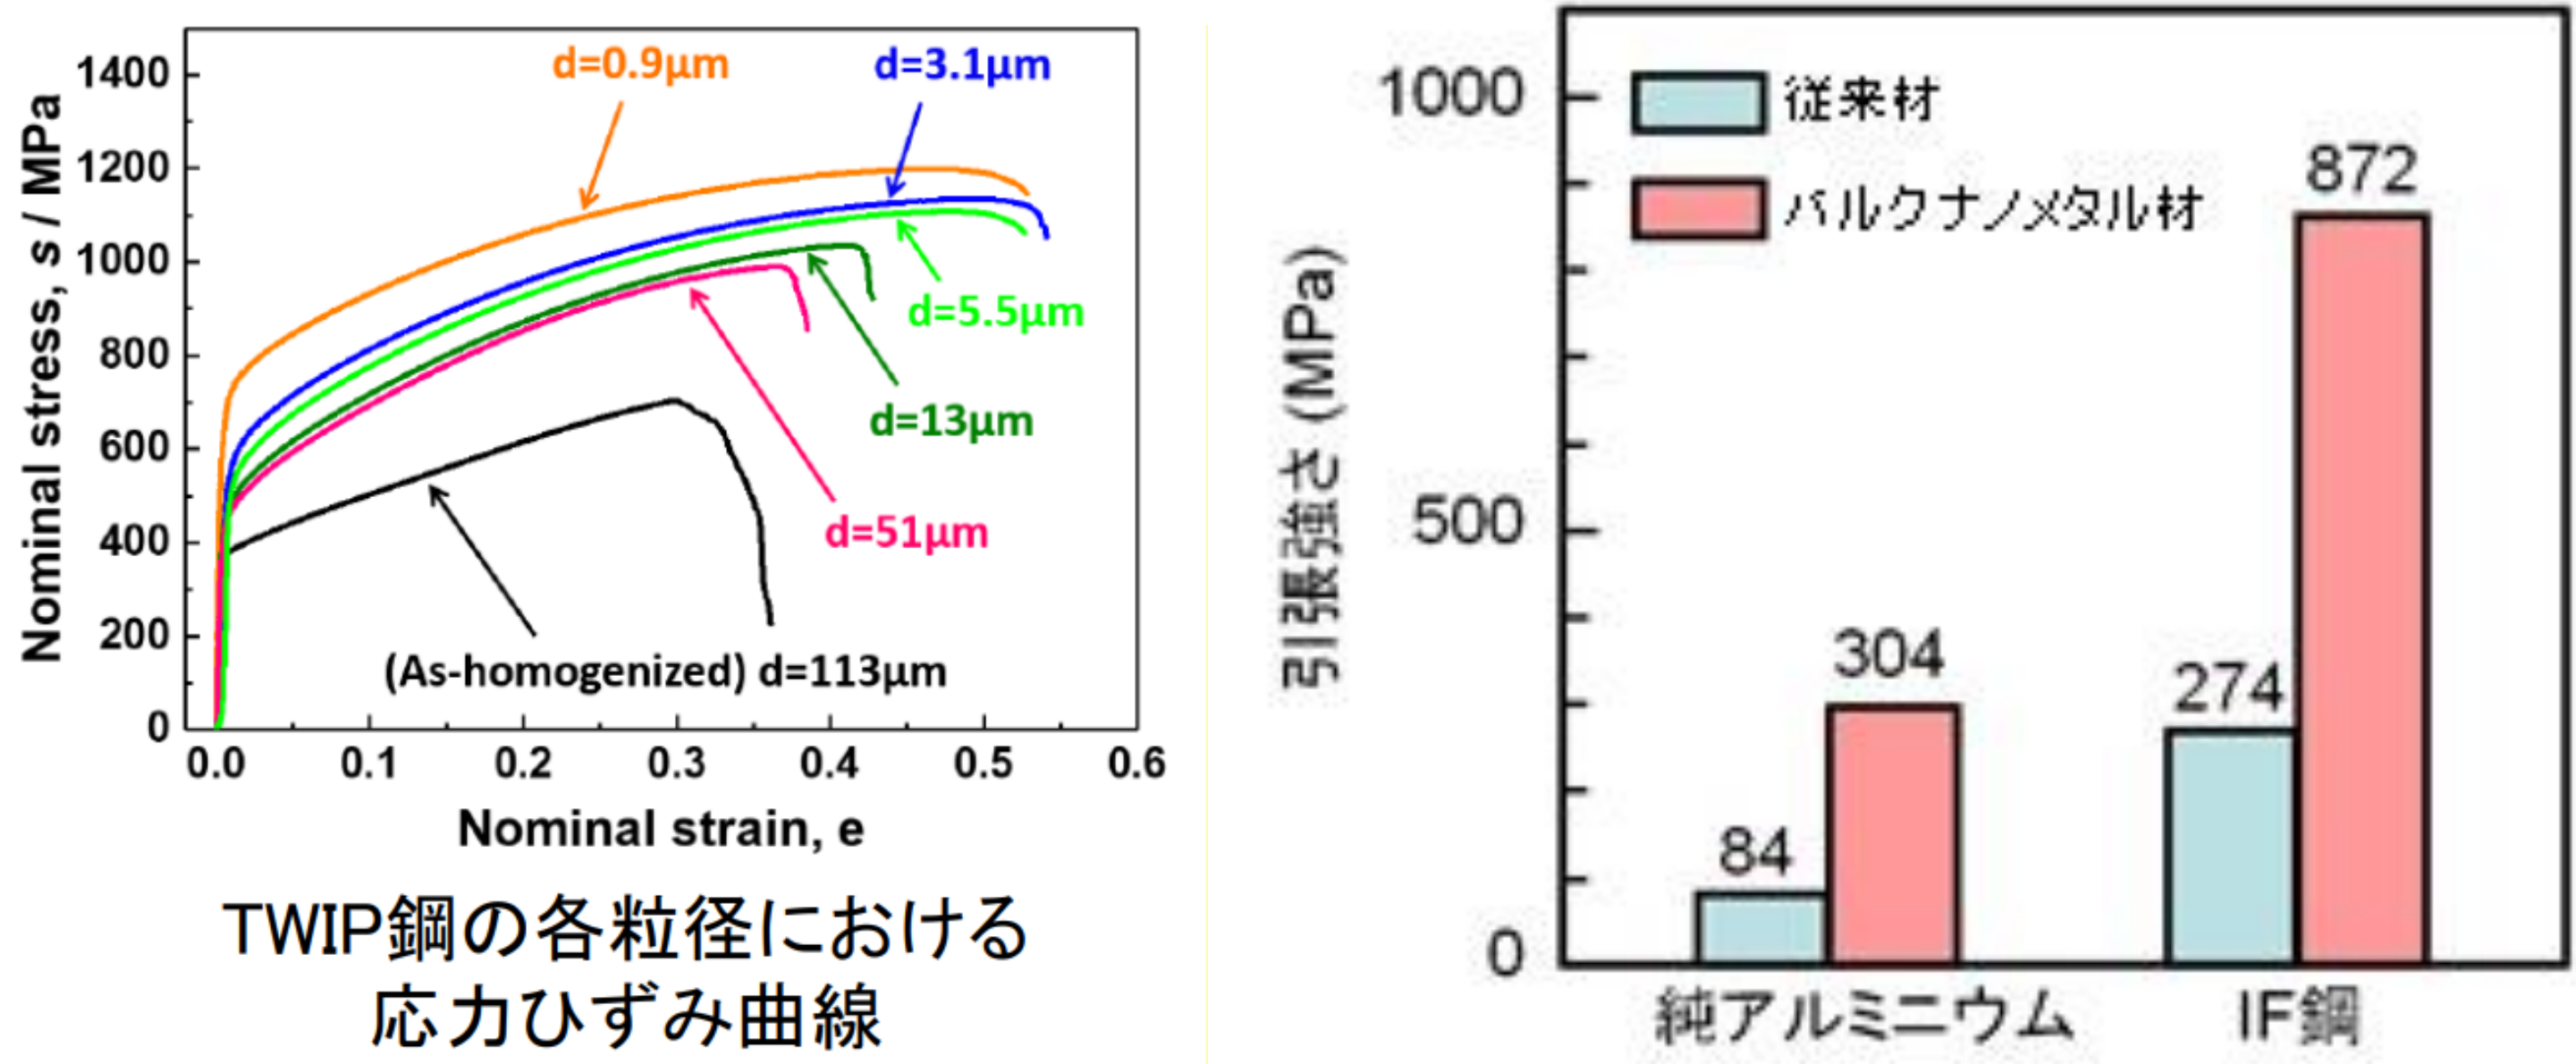 Nominal stress, s / MPa
1400
1200
1000
800
600
400
200
0
d=0.9μm
d=3.1μm
d=5.5μm
d=13μm
d=51μm
(As-homogenized) d=113μm
0.0 0.1 0.2 0.3 0.4 0.5 0.6
Nominal strain, e
TWIP鋼の各粒径における
応力ひずみ曲線
引張強さ (MPa)
1000
500
0
従来材
バルクナノメタル材
84
304
274
872
純アルミニウム
IF鋼